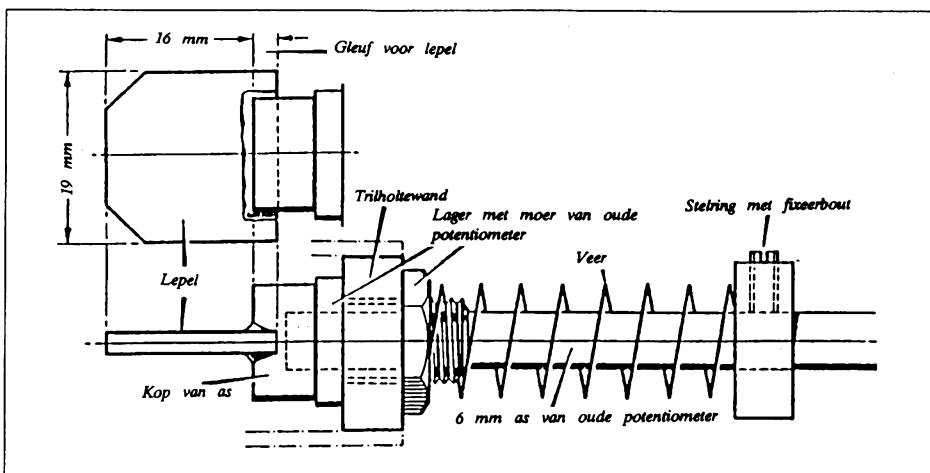 16 mm
Gleuf voor lepel
19 mm
Trilholtewand
Lager met moer van oude
potentiometer
Stelring met fixeerbout
Veer
Lepel
Kop van as
6 mm as van oude potentiometer